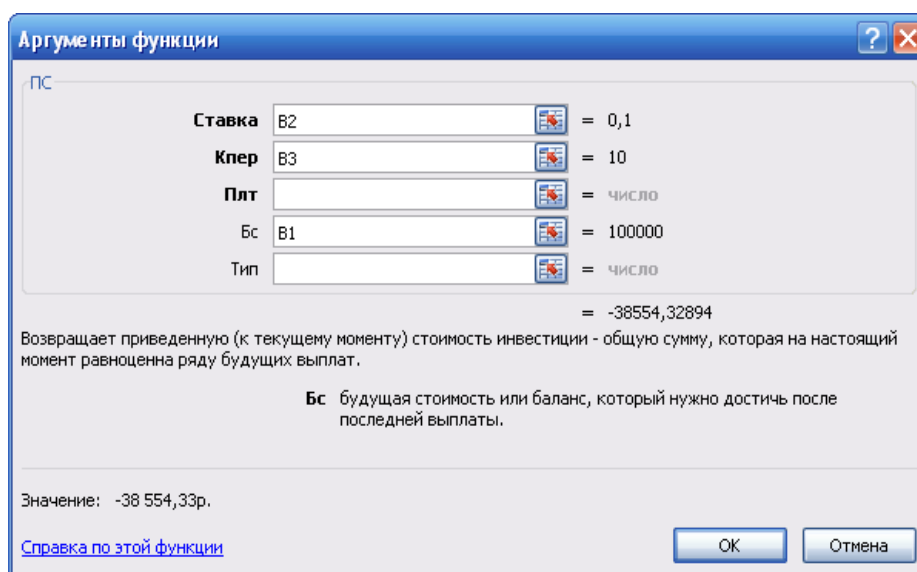 Аргументы функции
ПС
Ставка B2 = 0,1
Кпер B3 = 10
Плт = число
Бс B1 = 100000
Тип = число
= -38554,32894
Возвращает приведенную (к текущему моменту) стоимость инвестиции - общую сумму, которая на настоящий
момент равноценна ряду будущих выплат.
Бс будущая стоимость или баланс, который нужно достичь после
последней выплаты.
Значение: -38 554,33р.
Справка по этой функции
ОК Отмена